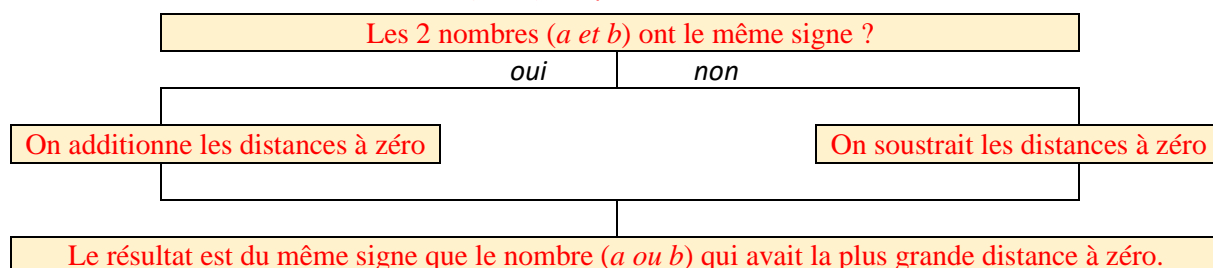 Les 2 nombres (a et b) ont le même signe ?
oui non
On additionne les distances à zéro
On soustrait les distances à zéro
Le résultat est du même signe que le nombre (a ou b) qui avait la plus grande distance à zéro.